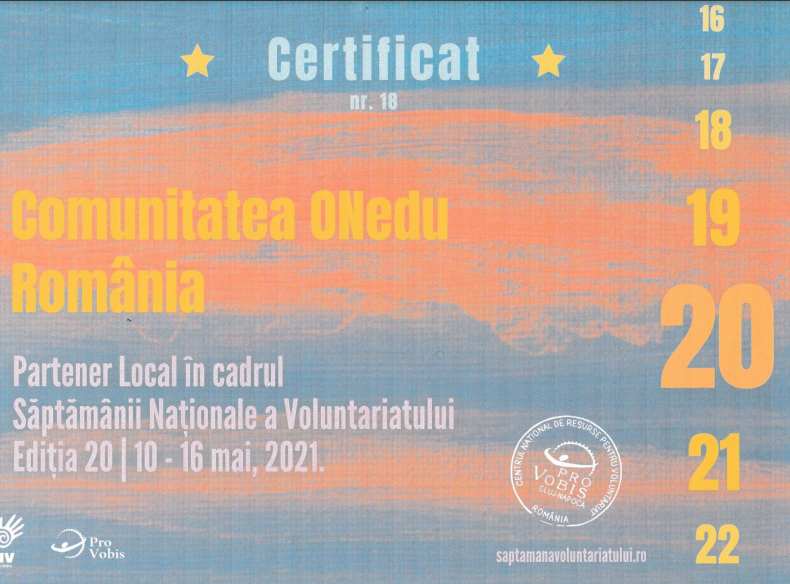 Certificat
nr. 18
Comunitatea ONedu
România
Partener Local în cadrul
Săptămânii Naționale a Voluntariatului
Ediția 20 | 10 - 16 mai, 2021.
16
17
18
19
20
21
22
CENTRUL NAȚIONAL DE RESURSE PENTRU VOLUNTARIAT
PRO
VOBIS
CLUJ-NAPOCA
ROMÂNIA
Pro
Vobis
saptamanavoluntariatului.ro